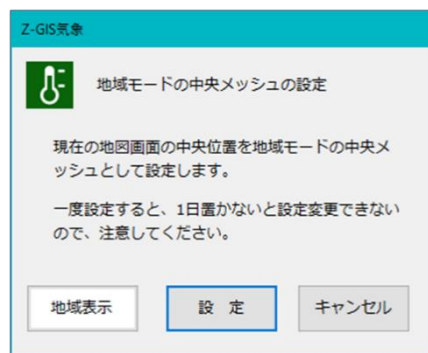 Z-GIS気象
地域モードの中央メッシュの設定
現在の地図画面の中央位置を地域モードの中央メ
ッシュとして設定します。
一度設定すると、1日置かないと設定変更できない
ので、注意してください。
地域表示
設 定
キャンセル